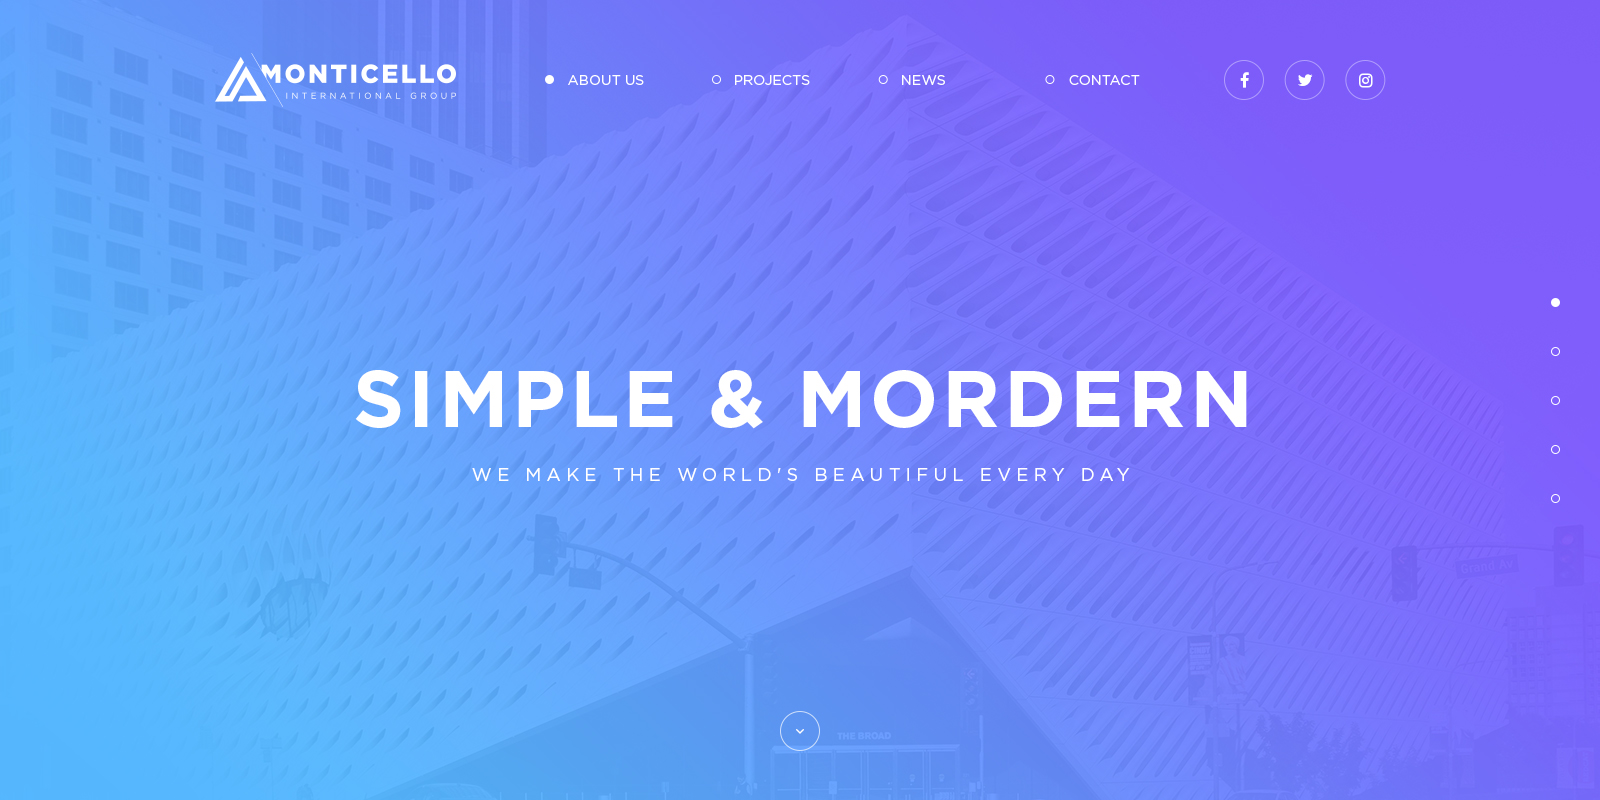 MONTICELLO
INTERNATIONAL GROUP
ABOUT US
PROJECTS
NEWS
CONTACT
SIMPLE & MORDERN
WE MAKE THE WORLD'S BEAUTIFUL EVERY DAY
Grand Av
THE BROAD